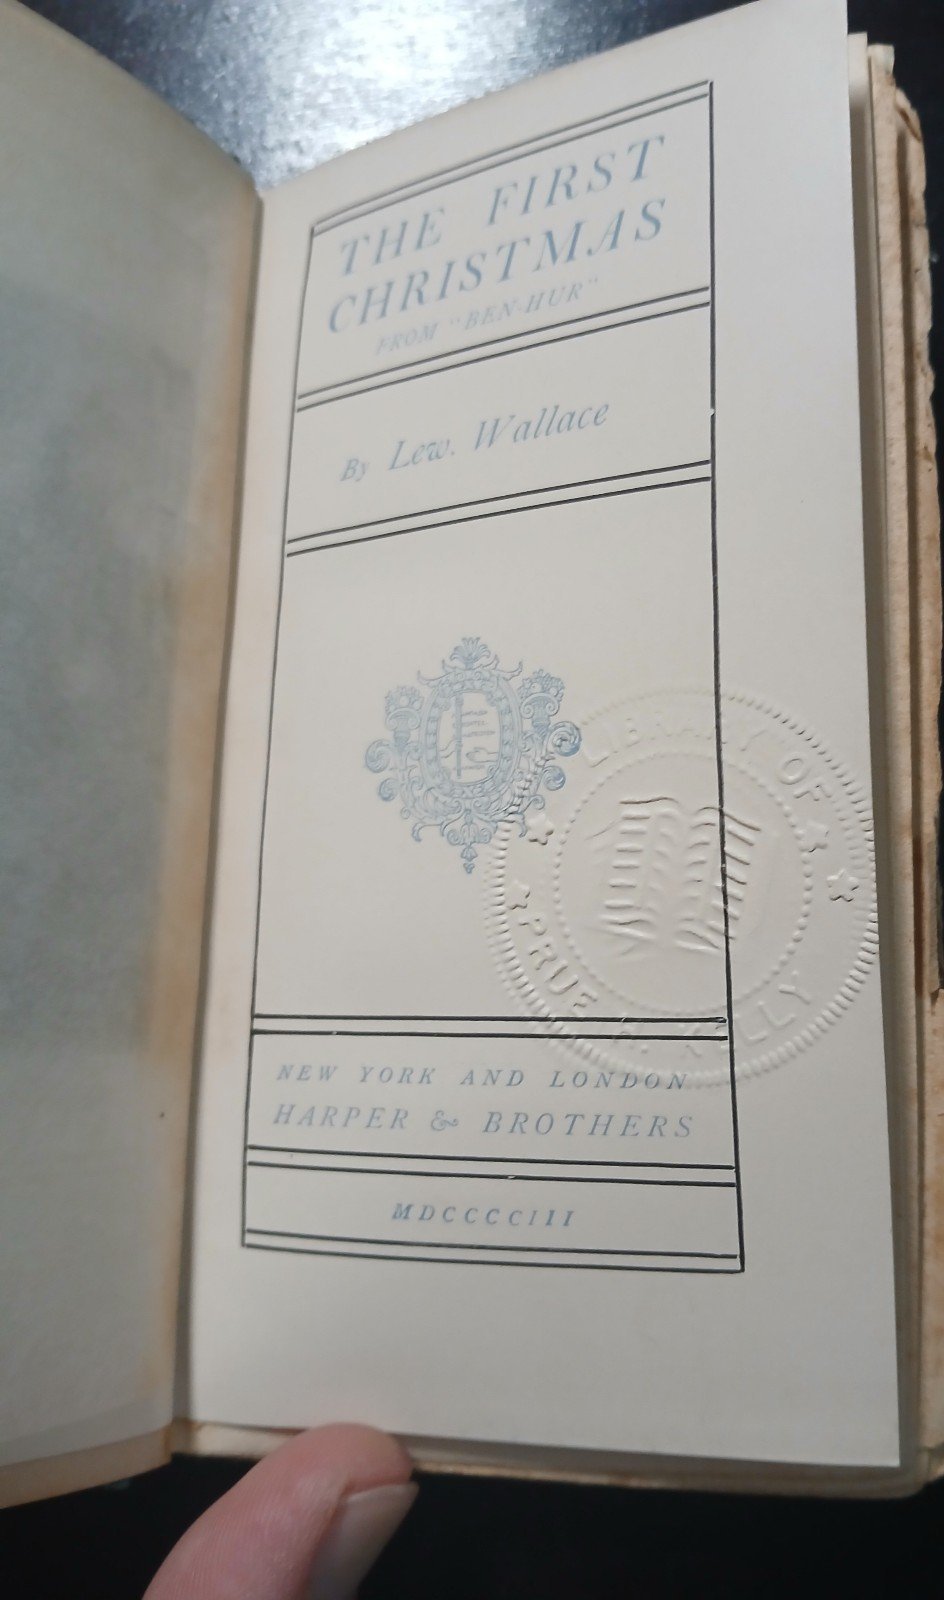 THE FIRST
CHRISTMAS
FROM "BEN-HUR"
By Lew. Wallace
LIBRARY OF
PRUE KELLY
NEW YORK AND LONDON
HARPER & BROTHERS
MDCCCCIII